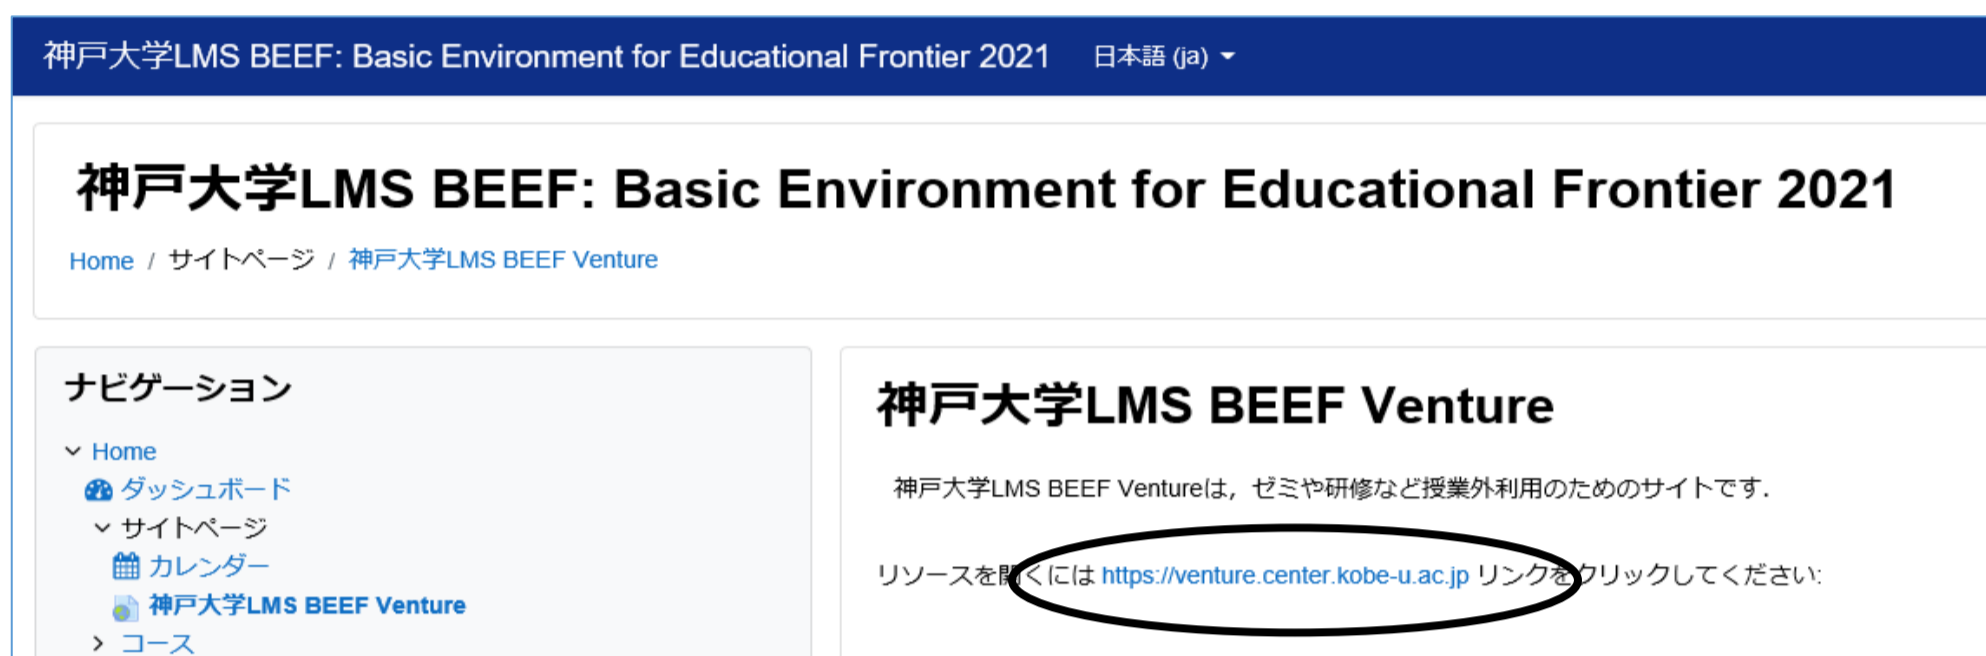 神戸大学LMS BEEF: Basic Environment for Educational Frontier 2021 日本語 (ja)
神戸大学LMS BEEF: Basic Environment for Educational Frontier 2021
Home / サイトページ / 神戸大学LMS BEEF Venture
ナビゲーション
Home
ダッシュボード
サイトページ
カレンダー
神戸大学LMS BEEF Venture
コース
神戸大学LMS BEEF Venture
神戸大学LMS BEEF Ventureは，ゼミや研修など授業外利用のためのサイトです．
リソースを開くには https://venture.center.kobe-u.ac.jp リンクをクリックしてください: